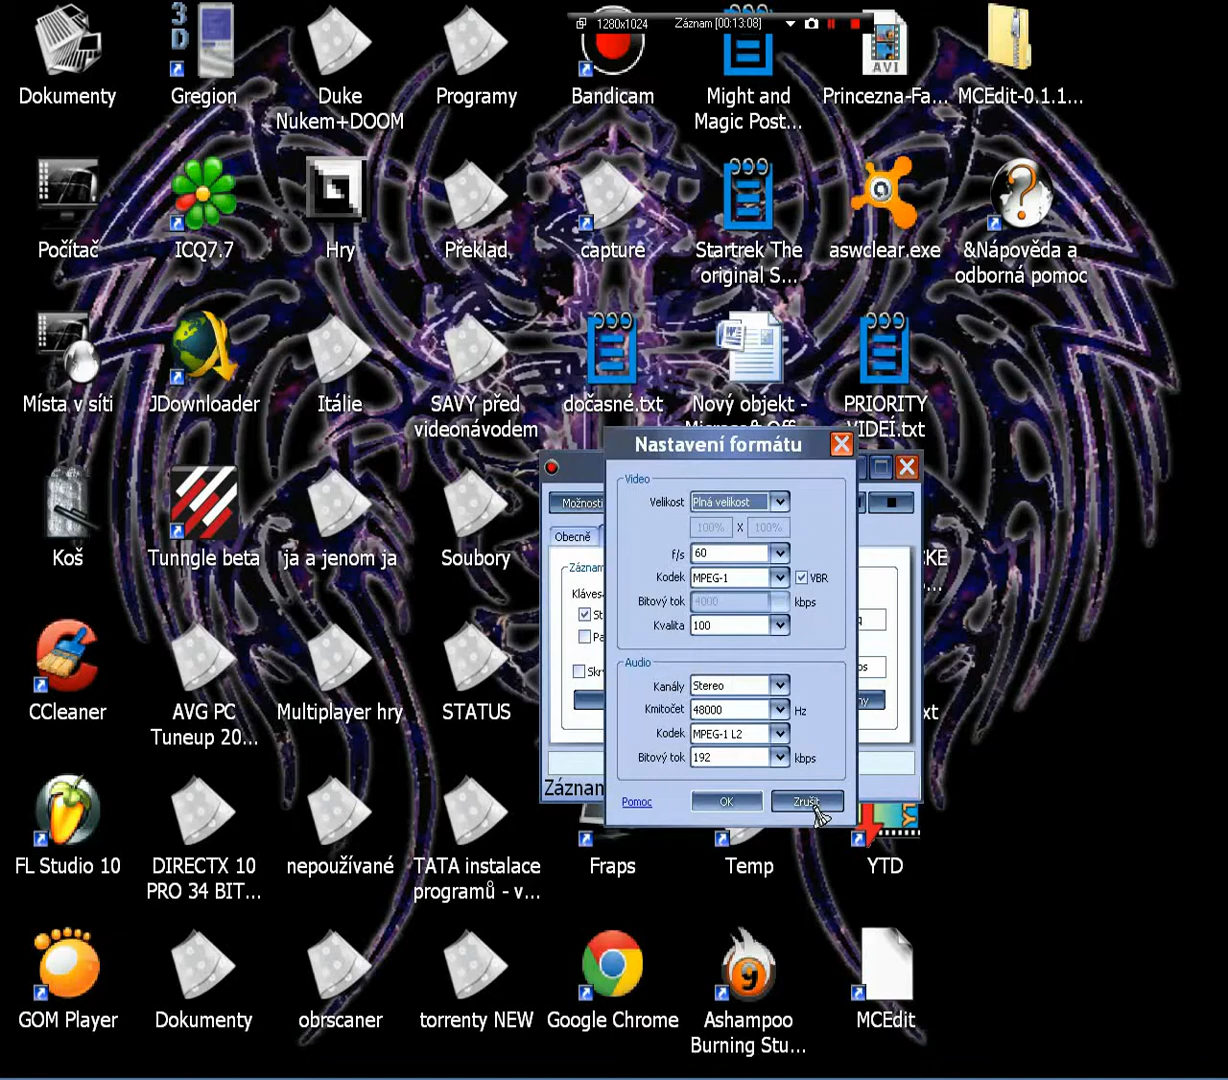 1280x1024 Záznam [00:13:08]
3
D
AVI
Dokumenty
Gregion
Duke
Nukem+DOOM
Programy
Bandicam
Might and
Magic Post...
Princezna-Fa...
MCEdit-0.1.1...
Počítač
ICQ7.7
Hry
Překlad
capture
Startrek The
original S...
aswclear.exe
&Nápověda a
odborná pomoc
Místa v síti
JDownloader
Itálie
SAVY před
videonávodem
dočasné.txt
Nový objekt -
PRIORITY
VIDEÍ.txt
Koš
Tunngle beta
ja a jenom ja
Soubory
Nastavení formátu
Možnosti
Obecně
Záznam
Video
Velikost Plná velikost
100% X 100%
f/s 60
Kodek MPEG-1 VBR
Bitový tok 4000 kbps
Kvalita 100
Audio
Kanály Stereo
Kmitočet 48000 Hz
Kodek MPEG-1 L2
Bitový tok 192 kbps
Pomoc OK Zrušit
Záznam
CCleaner
AVG PC
Tuneup 20...
Multiplayer hry
STATUS
FL Studio 10
DIRECTX 10
PRO 34 BIT...
nepoužívané
TATA instalace
programů - v...
Fraps
Temp
YTD
GOM Player
Dokumenty
obrscaner
torrenty NEW
Google Chrome
9
Ashampoo
Burning Stu...
MCEdit